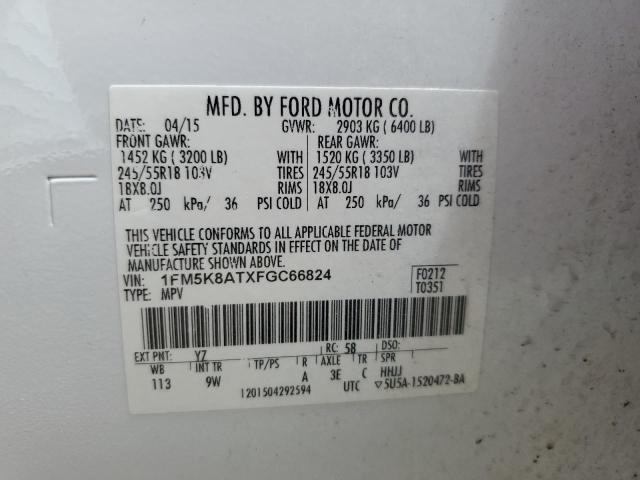 MFD. BY FORD MOTOR CO.
DATE: 04/15 GVWR: 2903 KG ( 6400 LB)
FRONT GAWR: REAR GAWR:
1452 KG ( 3200 LB) WITH 1520 KG ( 3350 LB) WITH
245/55R18 103V TIRES 245/55R18 103V TIRES
18X8.0J RIMS 18X8.0J RIMS
AT 250 kPa/ 36 PSI COLD AT 250 kPa/ 36 PSI COLD
THIS VEHICLE CONFORMS TO ALL APPLICABLE FEDERAL MOTOR
VEHICLE SAFETY STANDARDS IN EFFECT ON THE DATE OF
MANUFACTURE SHOWN ABOVE.
VIN: 1FM5K8ATXFGC66824 F0212
TYPE: MPV T0351
EXT PNT: YZ RC: 58 DSO:
WB INT TR TP/PS R AXLE TR SPR
113 9W A 3E C HHJJ
1201504292594 UTC ▽5U5A-1520472-BA